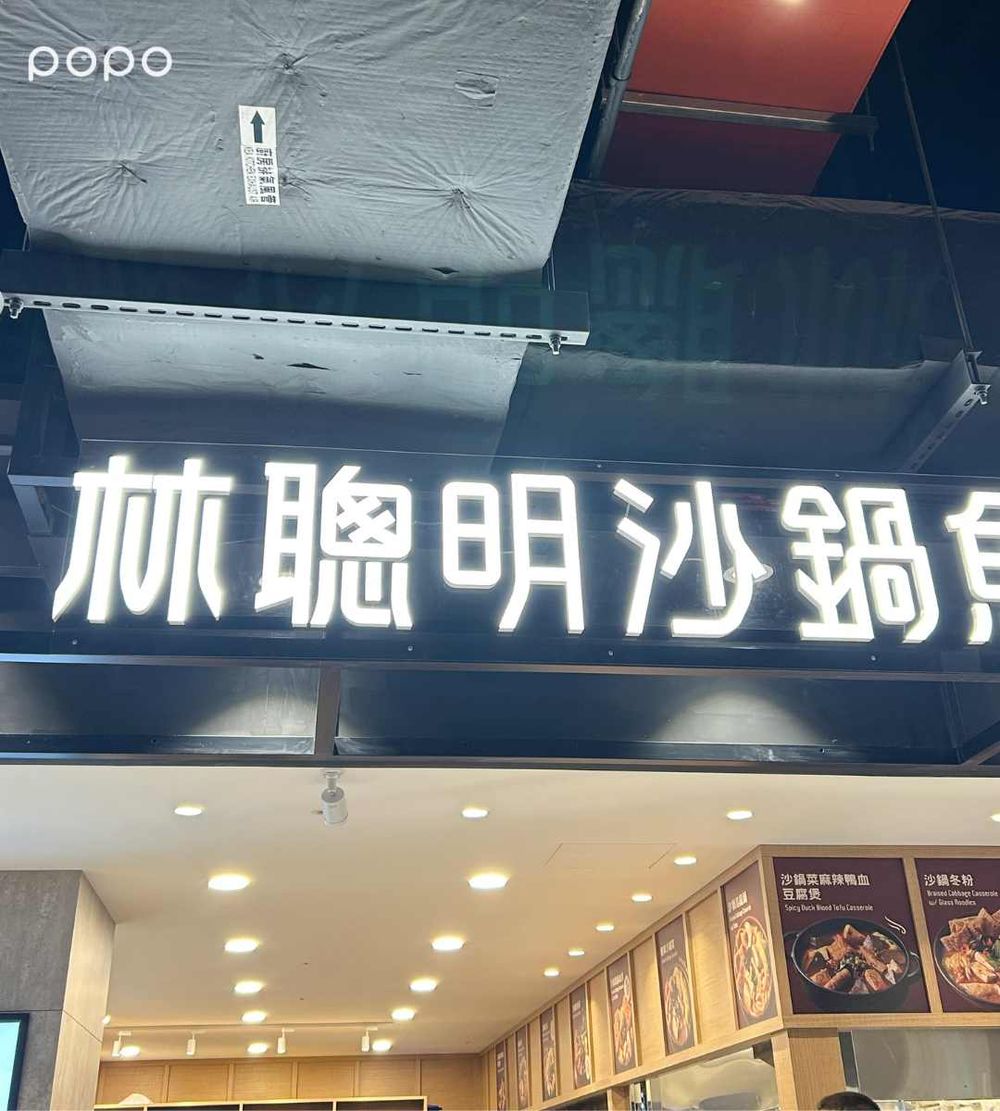 popo
林聰明沙鍋
沙鍋菜麻辣鴨血
豆腐煲
Spicy Duck Blood Tofu Casserole
沙鍋冬粉
Braised Cabbage Casserole
w/ Glass Noodles